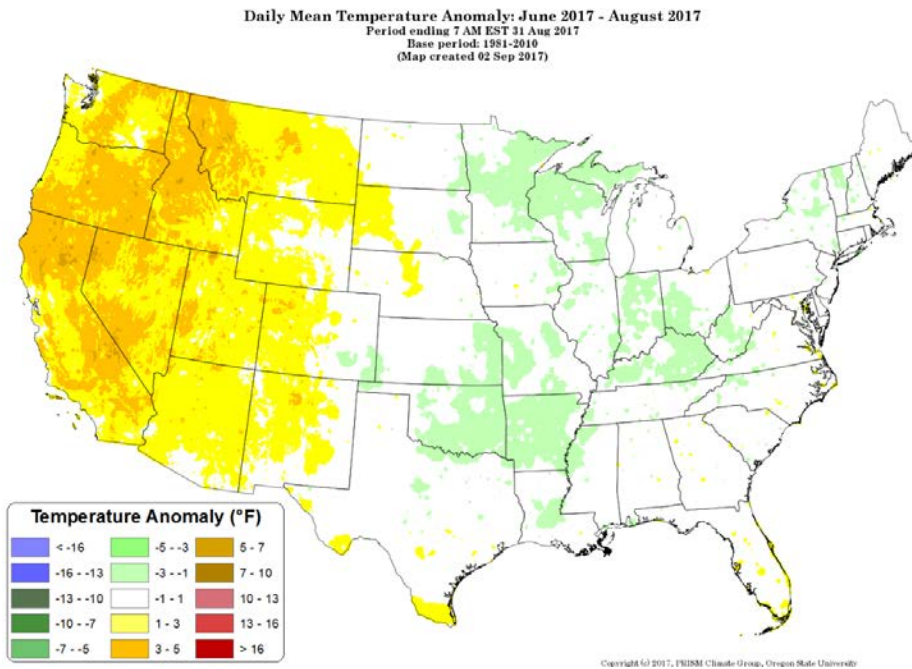 Daily Mean Temperature Anomaly: June 2017 - August 2017
Period ending 7 AM EST 31 Aug 2017
Base period: 1981-2010
(Map created 02 Sep 2017)
Temperature Anomaly (°F)
< -16
-16 - -13
-13 - -10
-10 - -7
-7 - -5
-5 - -3
-3 - -1
-1 - 1
1 - 3
3 - 5
5 - 7
7 - 10
10 - 13
13 - 16
> 16
Copyright (c) 2017, PRISM Climate Group, Oregon State University